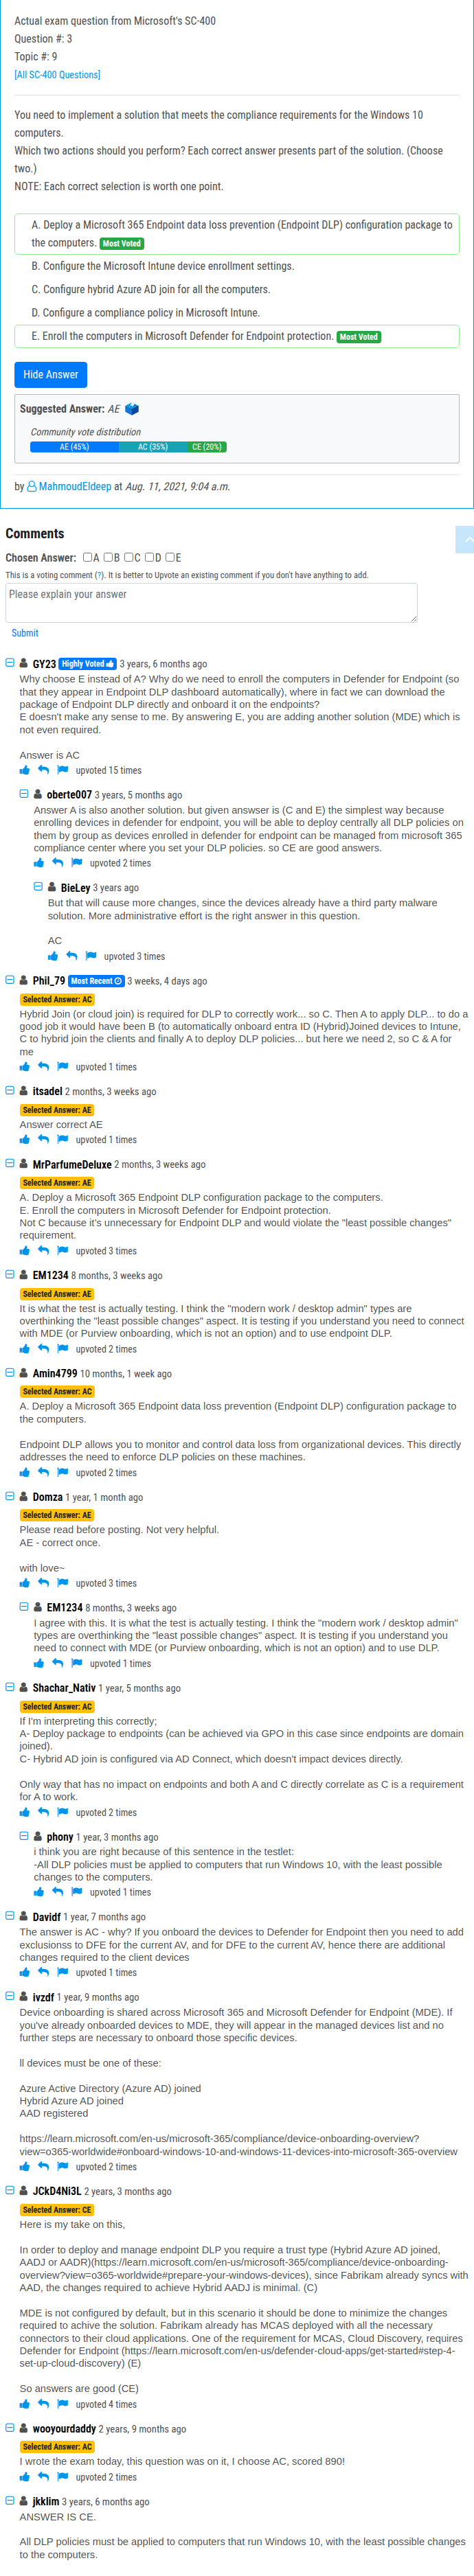 Actual exam question from Microsoft's SC-400
Question #: 3
Topic #: 9
[All SC-400 Questions]
You need to implement a solution that meets the compliance requirements for the Windows 10
computers.
Which two actions should you perform? Each correct answer presents part of the solution. (Choose
two.)
NOTE: Each correct selection is worth one point.
A. Deploy a Microsoft 365 Endpoint data loss prevention (Endpoint DLP) configuration package to
the computers. Most Voted
B. Configure the Microsoft Intune device enrollment settings.
C. Configure hybrid Azure AD join for all the computers.
D. Configure a compliance policy in Microsoft Intune.
E. Enroll the computers in Microsoft Defender for Endpoint protection. Most Voted
Hide Answer
Suggested Answer: AE
Community vote distribution
AE (45%) AC (35%) CE (20%)
by MahmoudEldeep at Aug. 11, 2021, 9:04 a.m.
Comments
Chosen Answer: A B C D E
This is a voting comment (?). It is better to Upvote an existing comment if you don't have anything to add.
Please explain your answer
Submit
GY23 Highly Voted 3 years, 6 months ago
Why choose E instead of A? Why do we need to enroll the computers in Defender for Endpoint (so
that they appear in Endpoint DLP dashboard automatically), where in fact we can download the
package of Endpoint DLP directly and onboard it on the endpoints?
E doesn't make any sense to me. By answering E, you are adding another solution (MDE) which is
not even required.
Answer is AC
upvoted 15 times
oberte007 3 years, 5 months ago
Answer A is also another solution. but given answser is (C and E) the simplest way because
enrolling devices in defender for endpoint, you will be able to deploy centrally all DLP policies on
them by group as devices enrolled in defender for endpoint can be managed from microsoft 365
compliance center where you set your DLP policies. so CE are good answers.
upvoted 2 times
BieLey 3 years ago
But that will cause more changes, since the devices already have a third party malware
solution. More administrative effort is the right answer in this question.
AC
upvoted 3 times
Phil_79 Most Recent 3 weeks, 4 days ago
Selected Answer: AC
Hybrid Join (or cloud join) is required for DLP to correctly work... so C. Then A to apply DLP... to do a
good job it would have been B (to automatically onboard entra ID (Hybrid)Joined devices to Intune,
C to hybrid join the clients and finally A to deploy DLP policies... but here we need 2, so C & A for
me
upvoted 1 times
itsadel 2 months, 3 weeks ago
Selected Answer: AE
Answer correct AE
upvoted 1 times
MrParfumeDeluxe 2 months, 3 weeks ago
Selected Answer: AE
A. Deploy a Microsoft 365 Endpoint DLP configuration package to the computers.
E. Enroll the computers in Microsoft Defender for Endpoint protection.
Not C because it's unnecessary for Endpoint DLP and would violate the "least possible changes"
requirement.
upvoted 3 times
EM1234 8 months, 3 weeks ago
Selected Answer: AE
It is what the test is actually testing. I think the "modern work / desktop admin" types are
overthinking the "least possible changes" aspect. It is testing if you understand you need to connect
with MDE (or Purview onboarding, which is not an option) and to use endpoint DLP.
upvoted 2 times
Amin4799 10 months, 1 week ago
Selected Answer: AC
A. Deploy a Microsoft 365 Endpoint data loss prevention (Endpoint DLP) configuration package to
the computers.
Endpoint DLP allows you to monitor and control data loss from organizational devices. This directly
addresses the need to enforce DLP policies on these machines.
upvoted 2 times
Domza 1 year, 1 month ago
Selected Answer: AE
Please read before posting. Not very helpful.
AE - correct once.
with love~
upvoted 3 times
EM1234 8 months, 3 weeks ago
I agree with this. It is what the test is actually testing. I think the "modern work / desktop admin"
types are overthinking the "least possible changes" aspect. It is testing if you understand you
need to connect with MDE (or Purview onboarding, which is not an option) and to use DLP.
upvoted 1 times
Shachar_Nativ 1 year, 5 months ago
Selected Answer: AC
If I'm interpreting this correctly;
A- Deploy package to endpoints (can be achieved via GPO in this case since endpoints are domain
joined).
C- Hybrid AD join is configured via AD Connect, which doesn't impact devices directly.
Only way that has no impact on endpoints and both A and C directly correlate as C is a requirement
for A to work.
upvoted 2 times
phony 1 year, 3 months ago
i think you are right because of this sentence in the testlet:
-All DLP policies must be applied to computers that run Windows 10, with the least possible
changes to the computers.
upvoted 1 times
Davidf 1 year, 7 months ago
The answer is AC - why? If you onboard the devices to Defender for Endpoint then you need to add
exclusionss to DFE for the current AV, and for DFE to the current AV, hence there are additional
changes required to the client devices
upvoted 1 times
ivzdf 1 year, 9 months ago
Device onboarding is shared across Microsoft 365 and Microsoft Defender for Endpoint (MDE). If
you've already onboarded devices to MDE, they will appear in the managed devices list and no
further steps are necessary to onboard those specific devices.
ll devices must be one of these:
Azure Active Directory (Azure AD) joined
Hybrid Azure AD joined
AAD registered
https://learn.microsoft.com/en-us/microsoft-365/compliance/device-onboarding-overview?
view=o365-worldwide#onboard-windows-10-and-windows-11-devices-into-microsoft-365-overview
upvoted 2 times
JCkD4Ni3L 2 years, 3 months ago
Selected Answer: CE
Here is my take on this,
In order to deploy and manage endpoint DLP you require a trust type (Hybrid Azure AD joined,
AADJ or AADR)(https://learn.microsoft.com/en-us/microsoft-365/compliance/device-onboarding-
overview?view=o365-worldwide#prepare-your-windows-devices), since Fabrikam already syncs with
AAD, the changes required to achieve Hybrid AADJ is minimal. (C)
MDE is not configured by default, but in this scenario it should be done to minimize the changes
required to achive the solution. Fabrikam already has MCAS deployed with all the necessary
connectors to their cloud applications. One of the requirement for MCAS, Cloud Discovery, requires
Defender for Endpoint (https://learn.microsoft.com/en-us/defender-cloud-apps/get-started#step-4-
set-up-cloud-discovery) (E)
So answers are good (CE)
upvoted 4 times
wooyourdaddy 2 years, 9 months ago
Selected Answer: AC
I wrote the exam today, this question was on it, I choose AC, scored 890!
upvoted 2 times
jkklim 3 years, 6 months ago
ANSWER IS CE.
All DLP policies must be applied to computers that run Windows 10, with the least possible changes
to the computers.